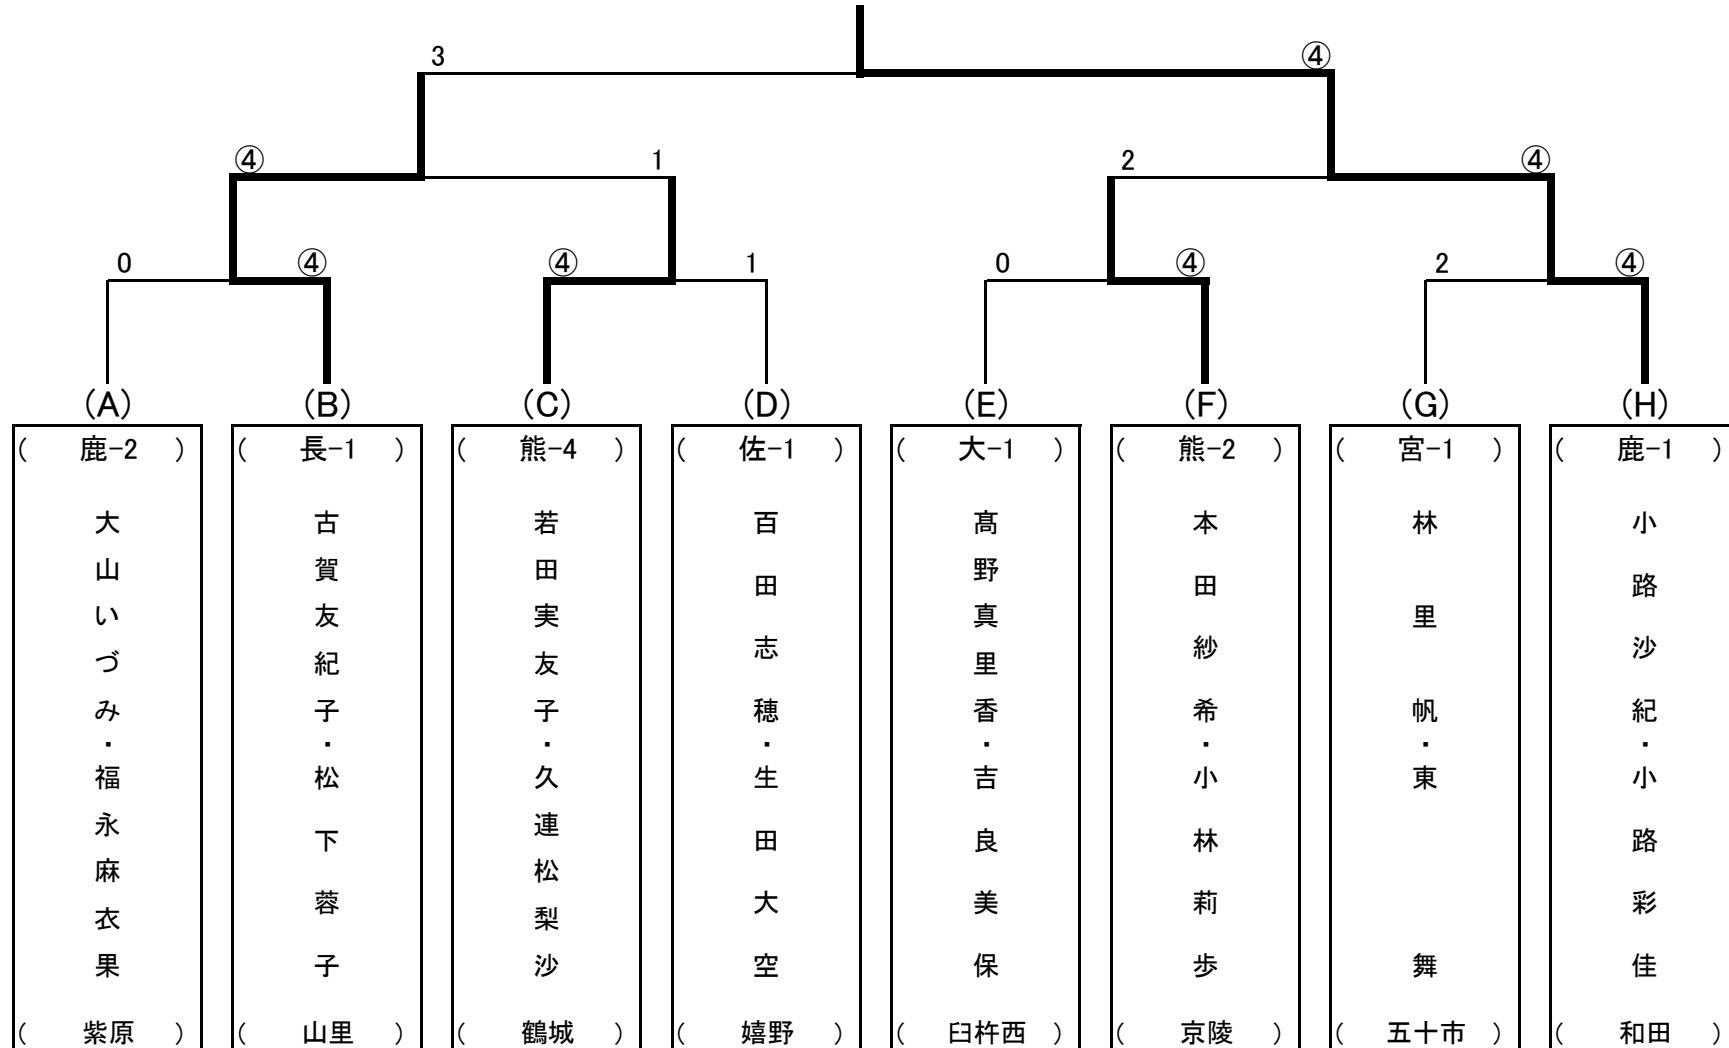 3 ④
④ 1 2 ④
0 ④ ④ 1 0 ④ 2 ④
(A) (B) (C) (D) (E) (F) (G) (H)
( 鹿-2 ) ( 長-1 ) ( 熊-4 ) ( 佐-1 ) ( 大-1 ) ( 熊-2 ) ( 宮-1 ) ( 鹿-1 )
大山いづみ・福永麻衣果
古賀友紀子・松下蓉子
若田実友子・久連松梨沙
百田志穂・生田大空
髙野真里香・吉良美保
本田紗希・小林莉歩
林里帆・東舞
小路沙紀・小路彩佳
( 紫原 ) ( 山里 ) ( 鶴城 ) ( 嬉野 ) ( 臼杵西 ) ( 京陵 ) ( 五十市 ) ( 和田 )